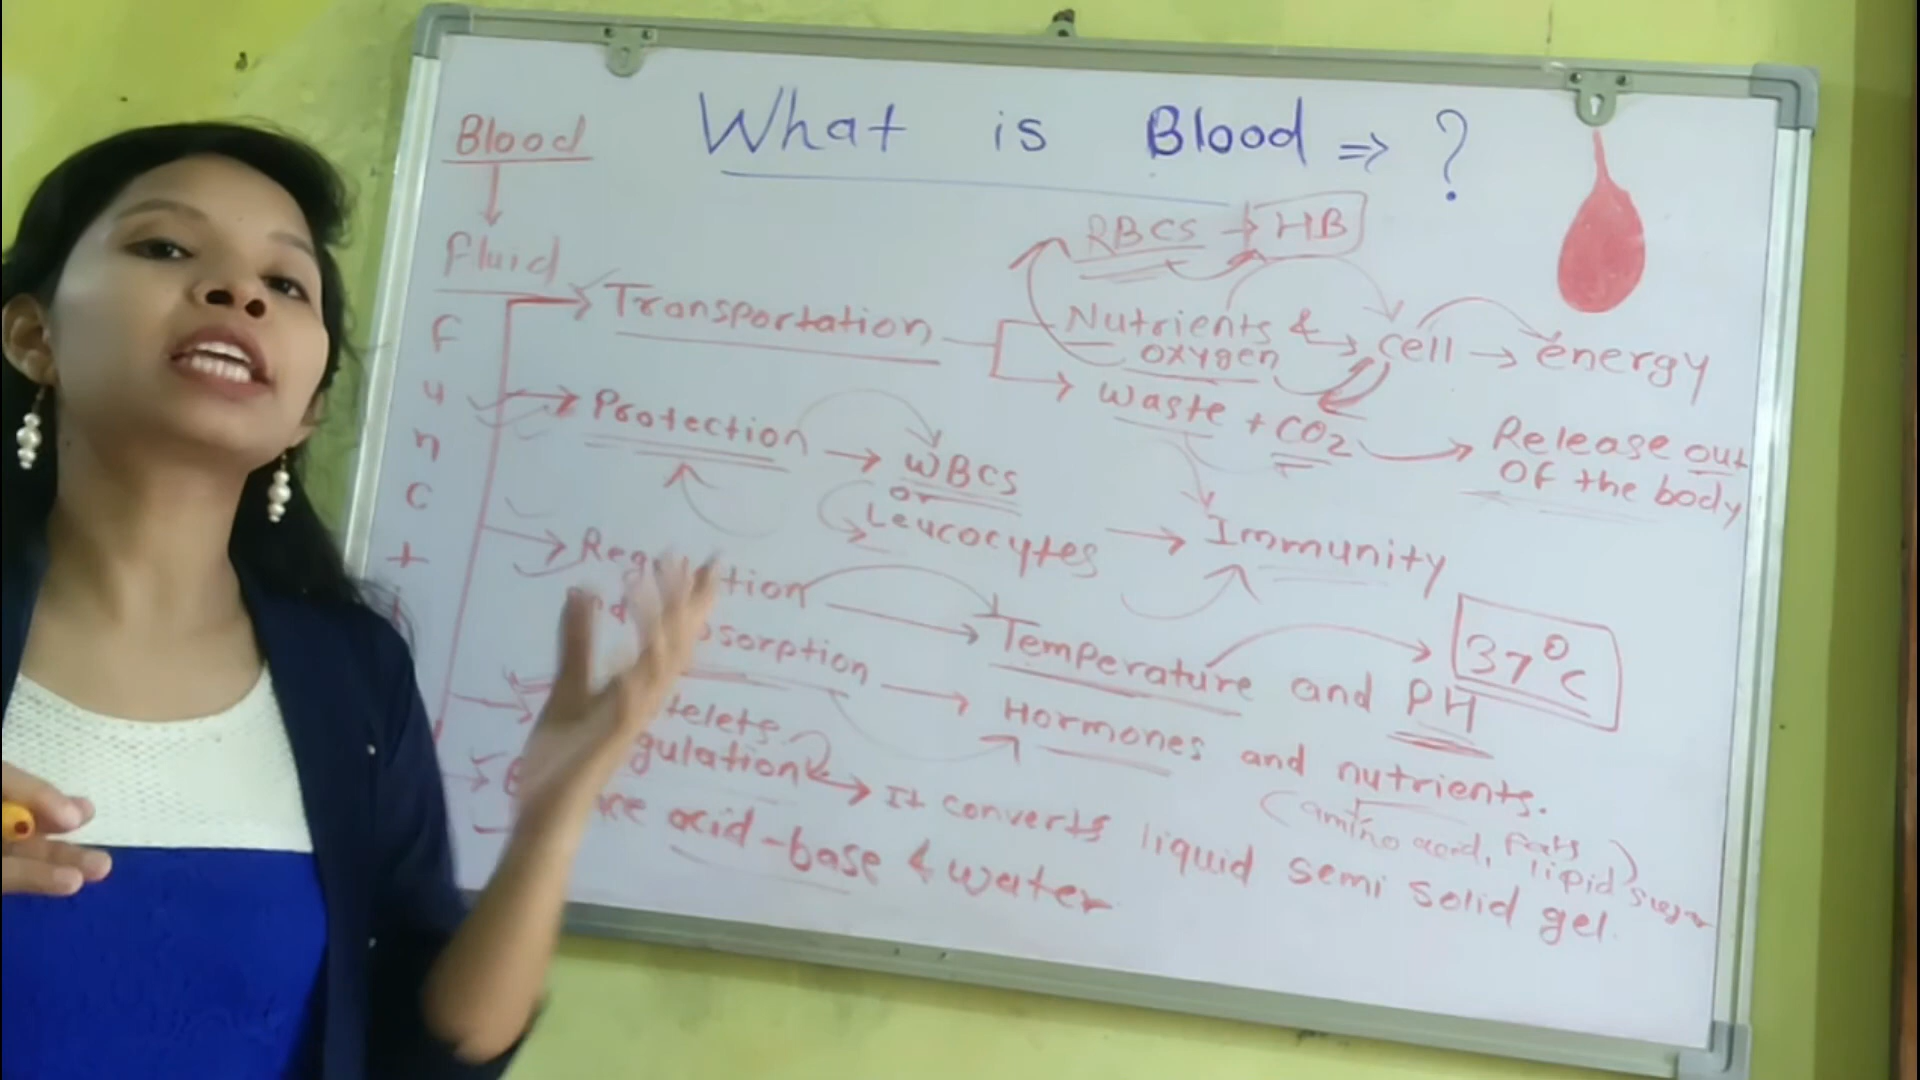 What is Blood ⇒ ?
Blood
Fluid
F
u
n
c
t
i
RBCS → HB
Transportation
Nutrients & → cell → energy
oxygen
Waste + CO2 → Release out
OF the body
Protection → WBCS
or
Leucocytes → Immunity
Temperature and PH
37°C
sorption → Hormones and nutrients.
(amino acid, Fats
lipid sugar)
telets
gulation → It converts liquid semi solid gel.
acid-base & water